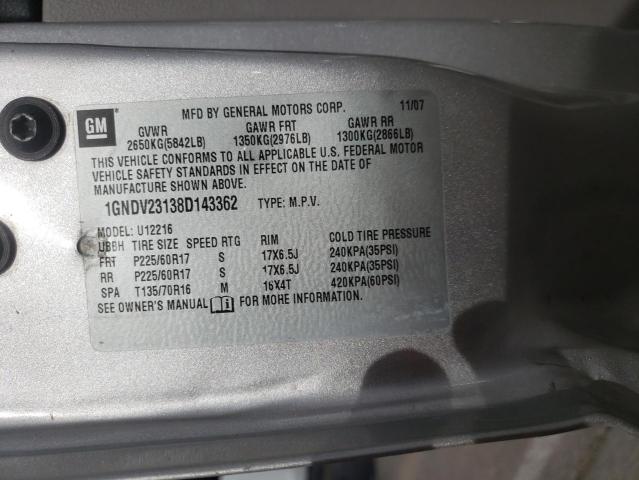 GM
MFD BY GENERAL MOTORS CORP. 11/07
GVWR GAWR FRT GAWR RR
2650KG(5842LB) 1350KG(2976LB) 1300KG(2866LB)
THIS VEHICLE CONFORMS TO ALL APPLICABLE U.S. FEDERAL MOTOR
VEHICLE SAFETY STANDARDS IN EFFECT ON THE DATE OF
MANUFACTURE SHOWN ABOVE.
1GNDV23138D143362 TYPE: M.P.V.
MODEL: U12216
UBBH TIRE SIZE SPEED RTG RIM COLD TIRE PRESSURE
FRT P225/60R17 S 17X6.5J 240KPA(35PSI)
RR P225/60R17 S 17X6.5J 240KPA(35PSI)
SPA T135/70R16 M 16X4T 420KPA(60PSI)
SEE OWNER'S MANUAL FOR MORE INFORMATION.